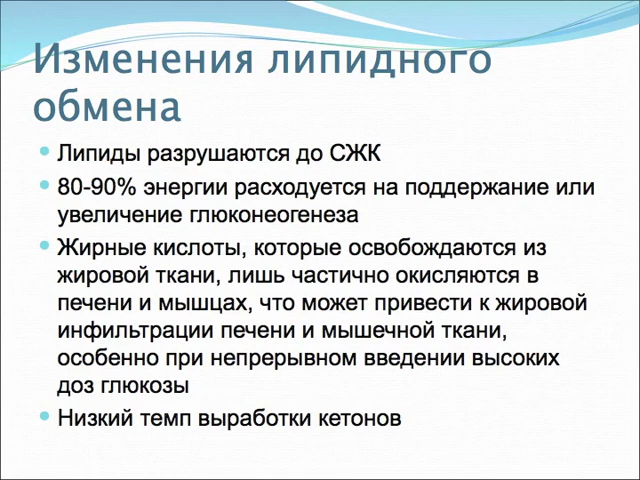 Изменения липидного
обмена
Липиды разрушаются до СЖК
80-90% энергии расходуется на поддержание или
увеличение глюконеогенеза
Жирные кислоты, которые освобождаются из
жировой ткани, лишь частично окисляются в
печени и мышцах, что может привести к жировой
инфильтрации печени и мышечной ткани,
особенно при непрерывном введении высоких
доз глюкозы
Низкий темп выработки кетонов